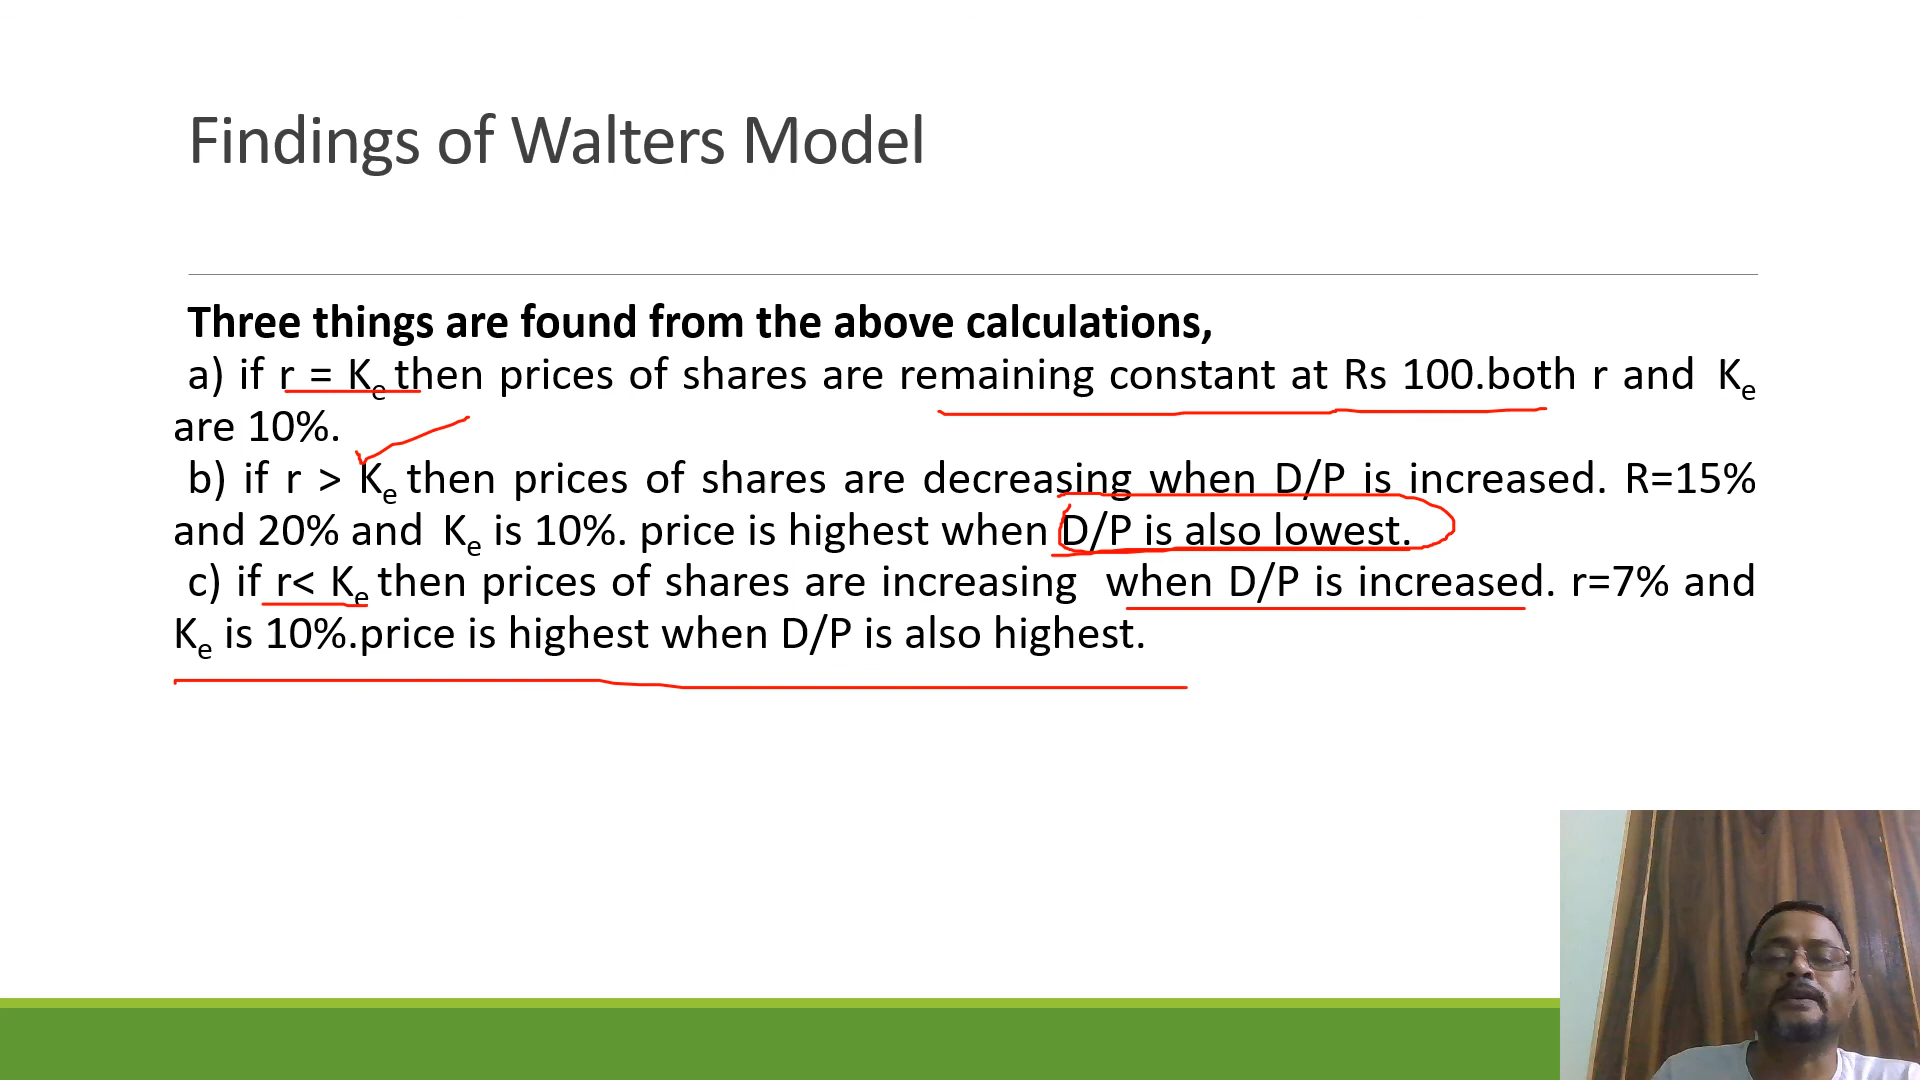 Findings of Walters Model
Three things are found from the above calculations,
a) if r = Ke then prices of shares are remaining constant at Rs 100.both r and Ke
are 10%.
b) if r > Ke then prices of shares are decreasing when D/P is increased. R=15%
and 20% and Ke is 10%. price is highest when D/P is also lowest.
c) if r< Ke then prices of shares are increasing when D/P is increased. r=7% and
Ke is 10%.price is highest when D/P is also highest.